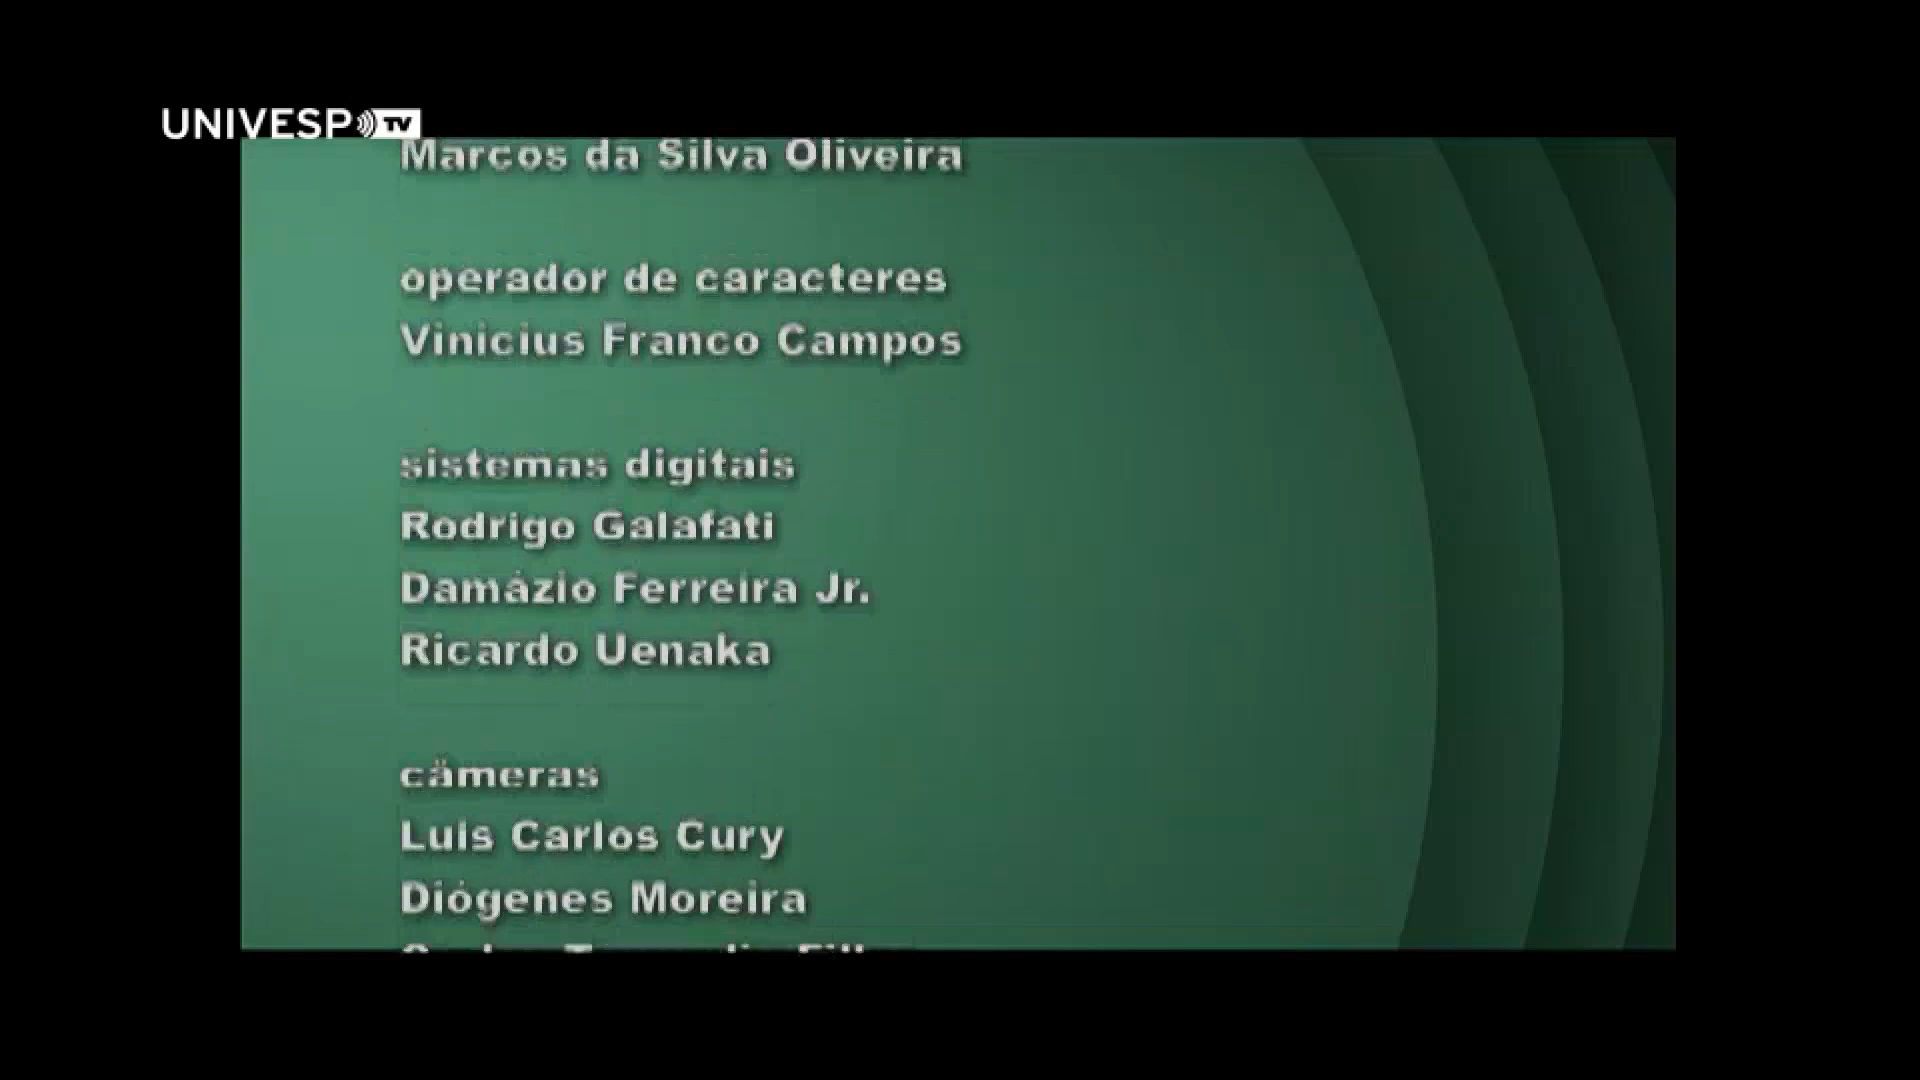 UNIVESP TV
Marcos da Silva Oliveira
operador de caracteres
Vinicius Franco Campos
sistemas digitais
Rodrigo Galafati
Damázio Ferreira Jr.
Ricardo Uenaka
câmeras
Luis Carlos Cury
Diógenes Moreira